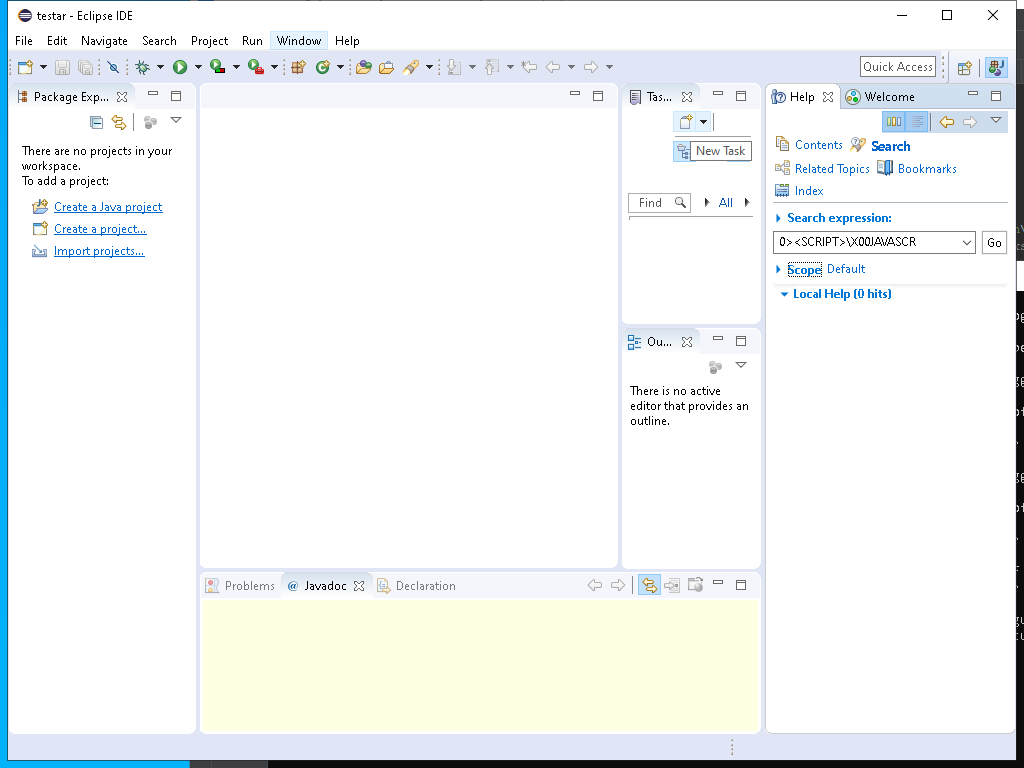 testar - Eclipse IDE
File Edit Navigate Search Project Run Window Help
Quick Access
Package Exp...
There are no projects in your
workspace.
To add a project:
Create a Java project
Create a project...
Import projects...
Tas...
New Task
Find
All
Ou...
There is no active
editor that provides an
outline.
Help
Welcome
Contents
Search
Related Topics
Bookmarks
Index
Search expression:
0><SCRIPT>\X00JAVASCR
Go
Scope Default
Local Help (0 hits)
Problems
@ Javadoc
Declaration